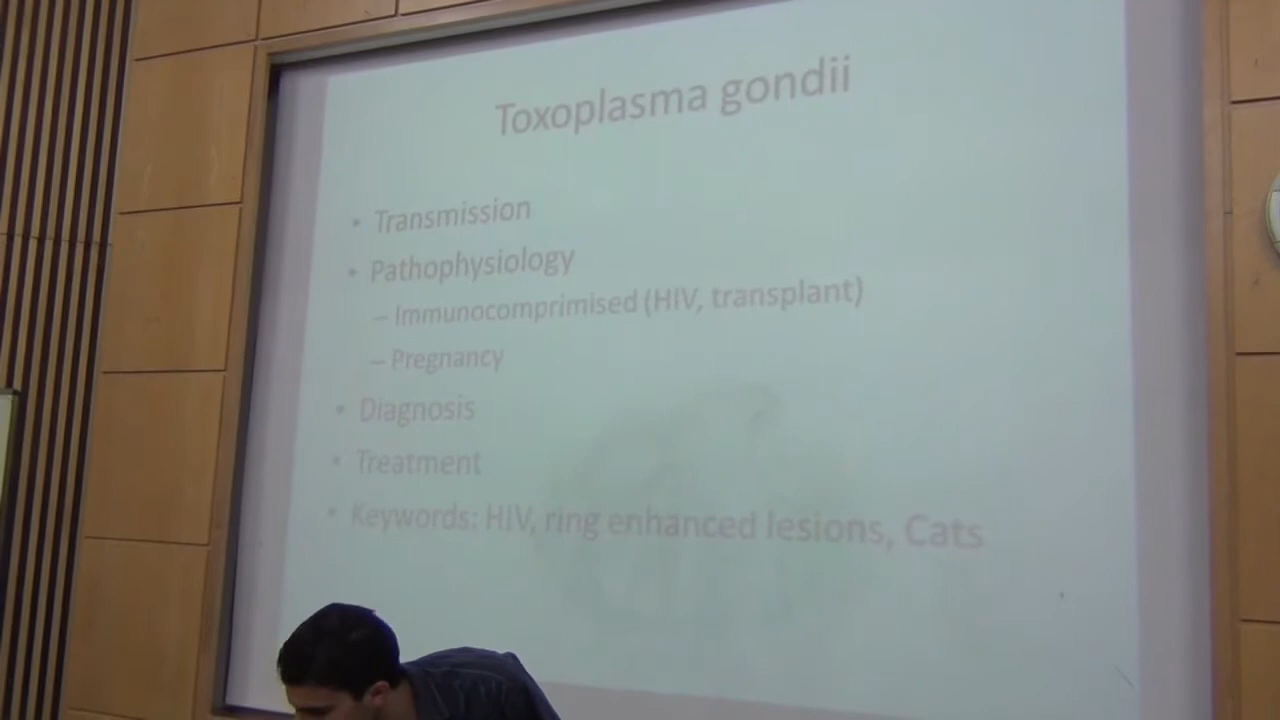 Toxoplasma gondii
• Transmission
• Pathophysiology
– Immunocomprimised (HIV, transplant)
– Pregnancy
• Diagnosis
• Treatment
• Keywords: HIV, ring enhanced lesions, Cats